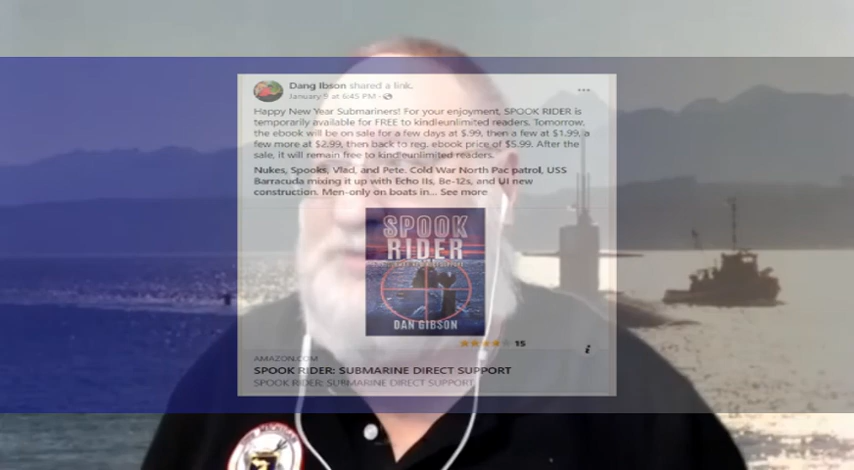 Dang Ibson shared a link.
January 9 at 6:45 PM ·
Happy New Year Submariners! For your enjoyment, SPOOK RIDER is
temporarily available for FREE to kindleunlimited readers. Tomorrow,
the ebook will be on sale for a few days at $.99, then a few at $1.99, a
few more at $2.99, then back to reg. ebook price of $5.99. After the
sale, it will remain free to kindleunlimited readers.
Nukes, Spooks, Vlad, and Pete. Cold War North Pac patrol, USS
Barracuda mixing it up with Echo IIs, Be-12s, and UI new
construction. Men-only on boats in... See more
SPOOK
RIDER
DAN GIBSON
15
AMAZON.COM
SPOOK RIDER: SUBMARINE DIRECT SUPPORT
SPOOK RIDER: SUBMARINE DIRECT SUPPORT